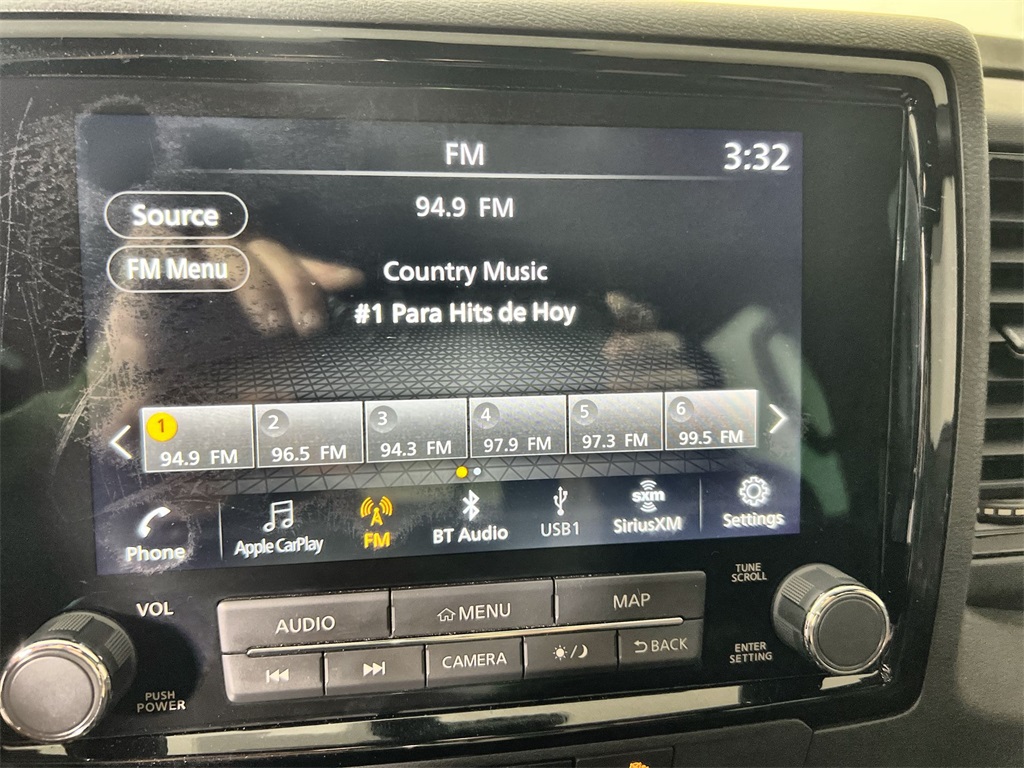 FM
3:32
Source
94.9 FM
FM Menu
Country Music
#1 Para Hits de Hoy
1
94.9 FM
2
96.5 FM
3
94.3 FM
4
97.9 FM
5
97.3 FM
6
99.5 FM
Phone
Apple CarPlay
FM
BT Audio
USB1
sxm
SiriusXM
Settings
VOL
PUSH
POWER
AUDIO
MENU
MAP
CAMERA
BACK
TUNE
SCROLL
ENTER
SETTING